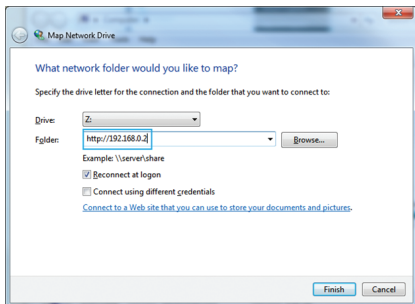 Map Network Drive
What network folder would you like to map?
Specify the drive letter for the connection and the folder that you want to connect to:
Drive: Z:
Folder: http://192.168.0.2 Browse...
Example: \\server\share
Reconnect at logon
Connect using different credentials
Connect to a Web site that you can use to store your documents and pictures.
Finish Cancel